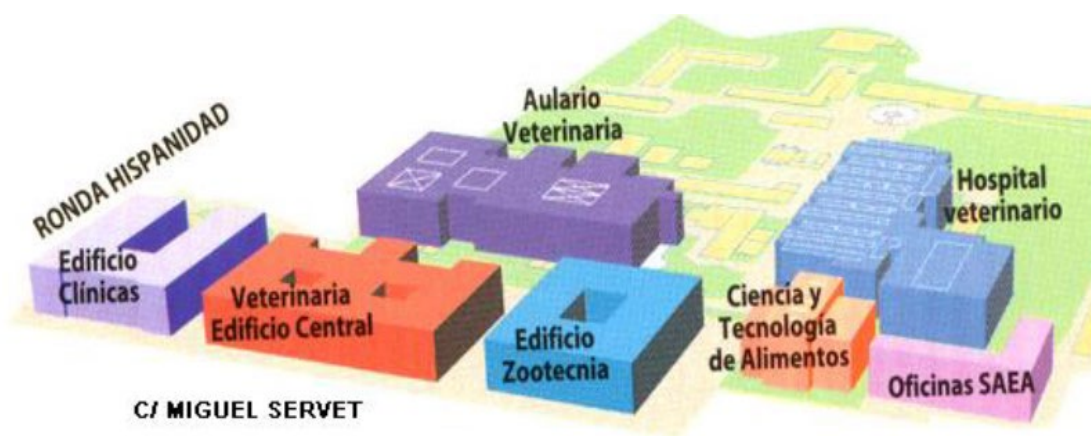 RONDA HISPANIDAD
Aulario
Veterinaria
Hospital
veterinario
Edificio
Clínicas
Veterinaria
Edificio Central
Edificio
Zootecnia
Ciencia y
Tecnología
de Alimentos
Oficinas SAEA
C/ MIGUEL SERVET